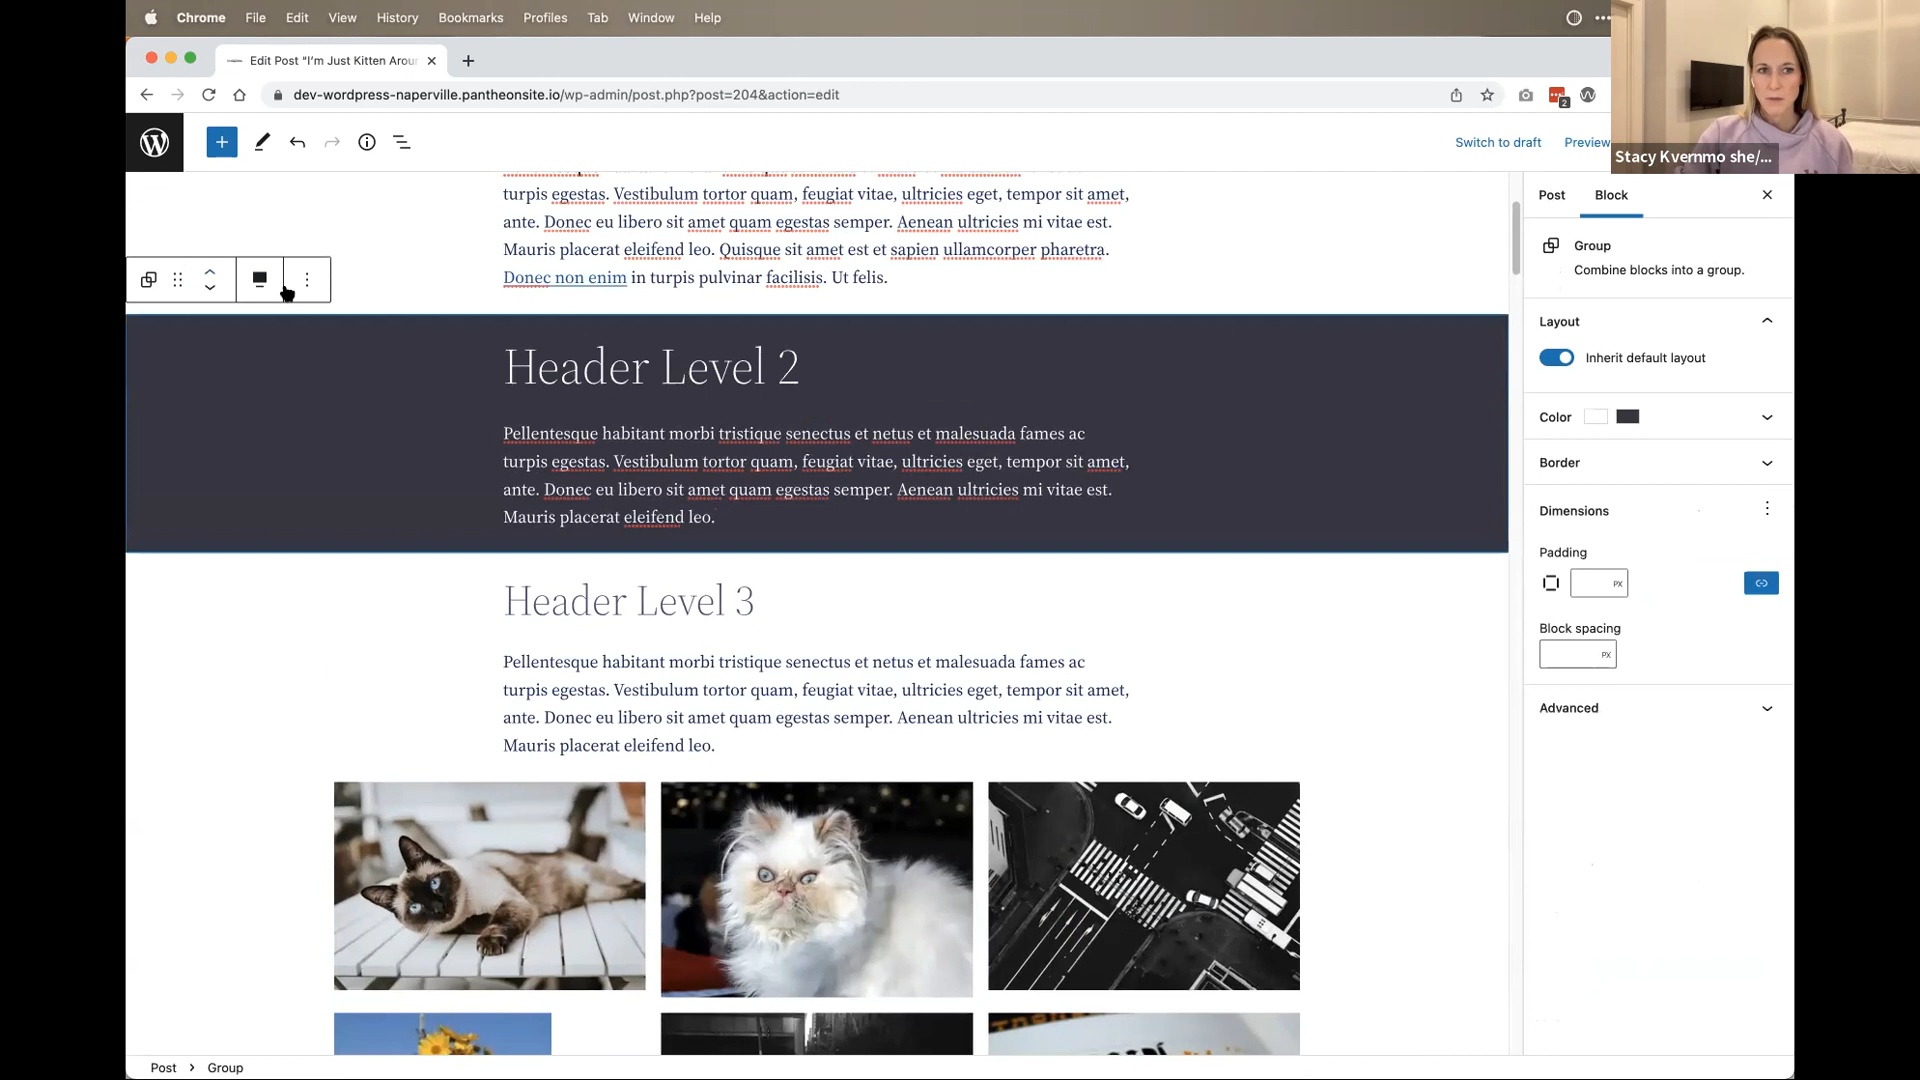 Chrome File Edit View History Bookmarks Profiles Tab Window Help
Edit Post “I’m Just Kitten Arou
dev-wordpress-naperville.pantheonsite.io/wp-admin/post.php?post=204&action=edit
2
Switch to draft Preview
Stacy Kvernmo she/...
Post Block
turpis egestas. Vestibulum tortor quam, feugiat vitae, ultricies eget, tempor sit amet,
ante. Donec eu libero sit amet quam egestas semper. Aenean ultricies mi vitae est.
Mauris placerat eleifend leo. Quisque sit amet est et sapien ullamcorper pharetra.
Donec non enim in turpis pulvinar facilisis. Ut felis.
Header Level 2
Pellentesque habitant morbi tristique senectus et netus et malesuada fames ac
turpis egestas. Vestibulum tortor quam, feugiat vitae, ultricies eget, tempor sit amet,
ante. Donec eu libero sit amet quam egestas semper. Aenean ultricies mi vitae est.
Mauris placerat eleifend leo.
Header Level 3
Pellentesque habitant morbi tristique senectus et netus et malesuada fames ac
turpis egestas. Vestibulum tortor quam, feugiat vitae, ultricies eget, tempor sit amet,
ante. Donec eu libero sit amet quam egestas semper. Aenean ultricies mi vitae est.
Mauris placerat eleifend leo.
Group
Combine blocks into a group.
Layout
Inherit default layout
Color
Border
Dimensions
Padding
PX
Block spacing
PX
Advanced
Post > Group